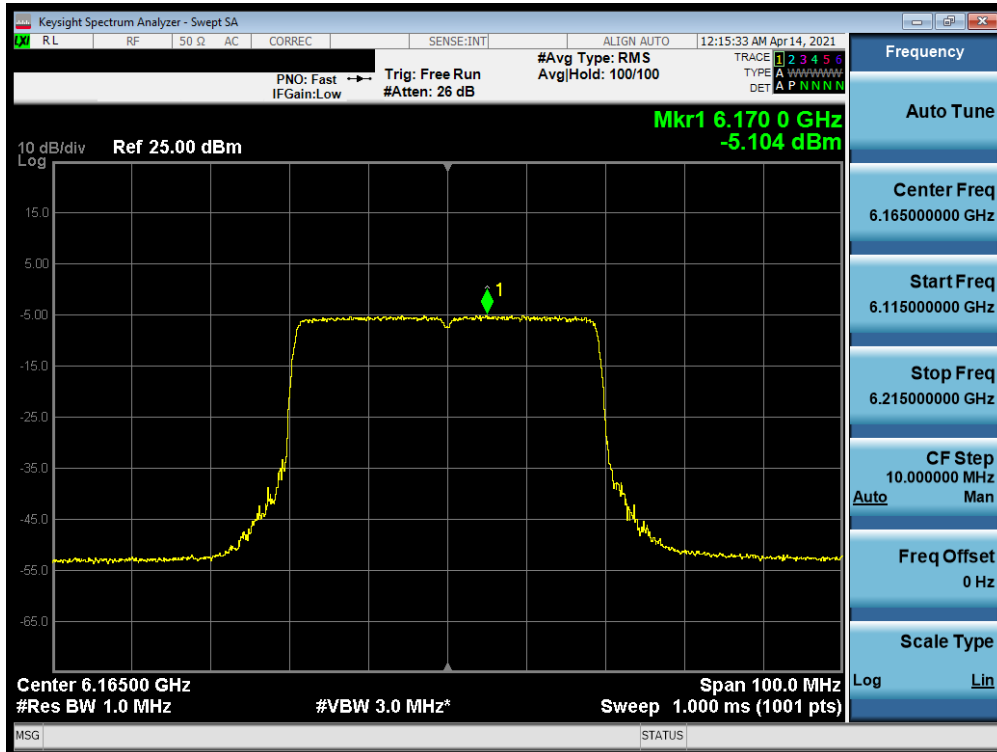 Keysight Spectrum Analyzer - Swept SA
LXI RL RF 50 Ω AC CORREC SENSE:INT ALIGN AUTO 12:15:33 AM Apr 14, 2021
PNO: Fast Trig: Free Run #Avg Type: RMS TRACE 1 2 3 4 5 6
IFGain:Low #Atten: 26 dB Avg|Hold: 100/100 TYPE A WWWWW
DET A P N N N N
Mkr1 6.170 0 GHz
-5.104 dBm
10 dB/div Ref 25.00 dBm
Log
15.0
5.00
1
-5.00
-15.0
-25.0
-35.0
-45.0
-55.0
-65.0
Center 6.16500 GHz Span 100.0 MHz
#Res BW 1.0 MHz #VBW 3.0 MHz* Sweep 1.000 ms (1001 pts)
MSG STATUS
Frequency
Auto Tune
Center Freq
6.165000000 GHz
Start Freq
6.115000000 GHz
Stop Freq
6.215000000 GHz
CF Step
10.000000 MHz
Auto Man
Freq Offset
0 Hz
Scale Type
Log Lin